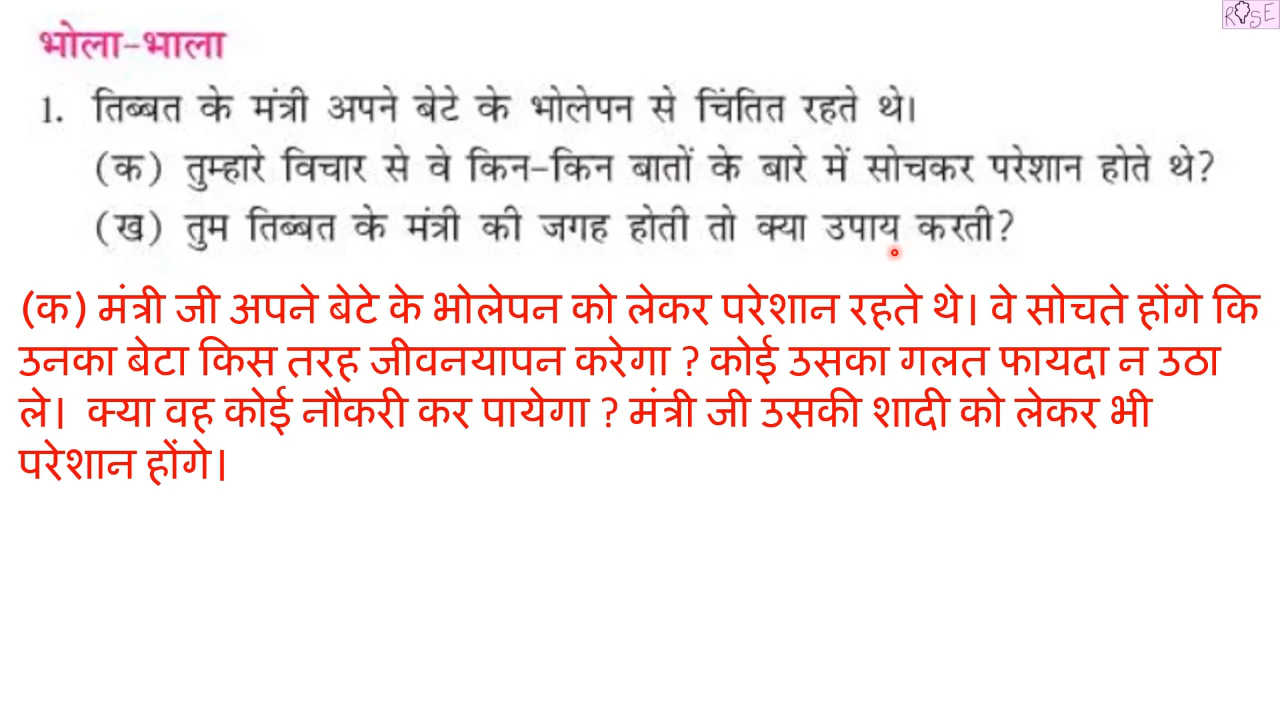 ROSE
भोला-भाला
1. तिब्बत के मंत्री अपने बेटे के भोलेपन से चिंतित रहते थे।
(क) तुम्हारे विचार से वे किन-किन बातों के बारे में सोचकर परेशान होते थे?
(ख) तुम तिब्बत के मंत्री की जगह होती तो क्या उपाय करती?
(क) मंत्री जी अपने बेटे के भोलेपन को लेकर परेशान रहते थे। वे सोचते होंगे कि
उनका बेटा किस तरह जीवनयापन करेगा ? कोई उसका गलत फायदा न उठा
ले। क्या वह कोई नौकरी कर पायेगा ? मंत्री जी उसकी शादी को लेकर भी
परेशान होंगे।